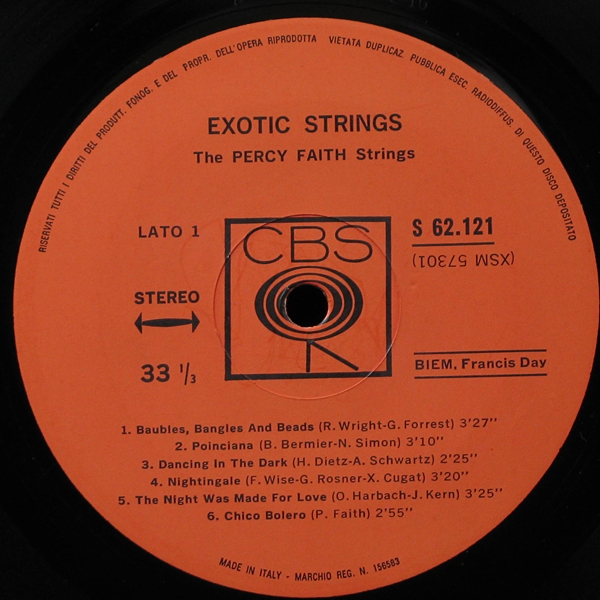 RISERVATI TUTTI I DIRITTI DEL PRODUTT. FONOG. E DEL PROPR. DELL'OPERA RIPRODOTTA VIETATA DUPLICAZ. PUBBLICA ESEC. RADIODIFFUS. DI QUESTO DISCO DEPOSITATO
EXOTIC STRINGS
The PERCY FAITH Strings
LATO 1
CBS
S 62.121
(XSM 57301)
STEREO
33 1/3
BIEM, Francis Day
1. Baubles, Bangles And Beads (R. Wright-G. Forrest) 3'27''
2. Poinciana (B. Bermier-N. Simon) 3'10''
3. Dancing In The Dark (H. Dietz-A. Schwartz) 2'25''
4. Nightingale (F. Wise-G. Rosner-X. Cugat) 3'20''
5. The Night Was Made For Love (O. Harbach-J. Kern) 3'25''
6. Chico Bolero (P. Faith) 2'55''
MADE IN ITALY - MARCHIO REG. N. 156583